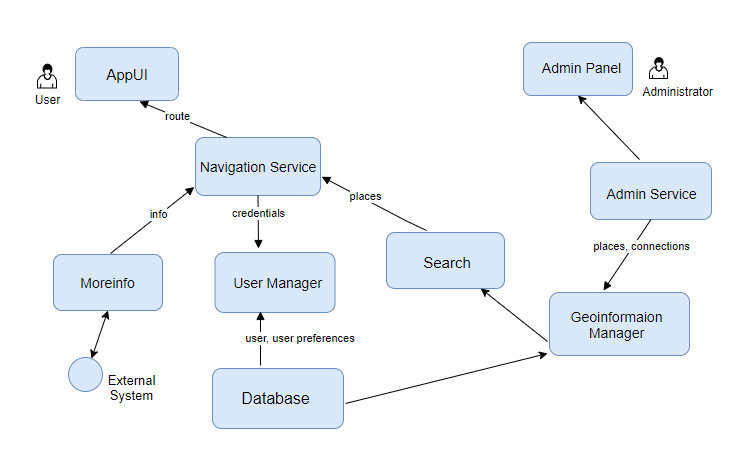 AppUI
User
Admin Panel
Administrator
route
Navigation Service
info
credentials
places
Admin Service
places, connections
Moreinfo
User Manager
Search
Geoinformaion
Manager
user, user preferences
External
System
Database